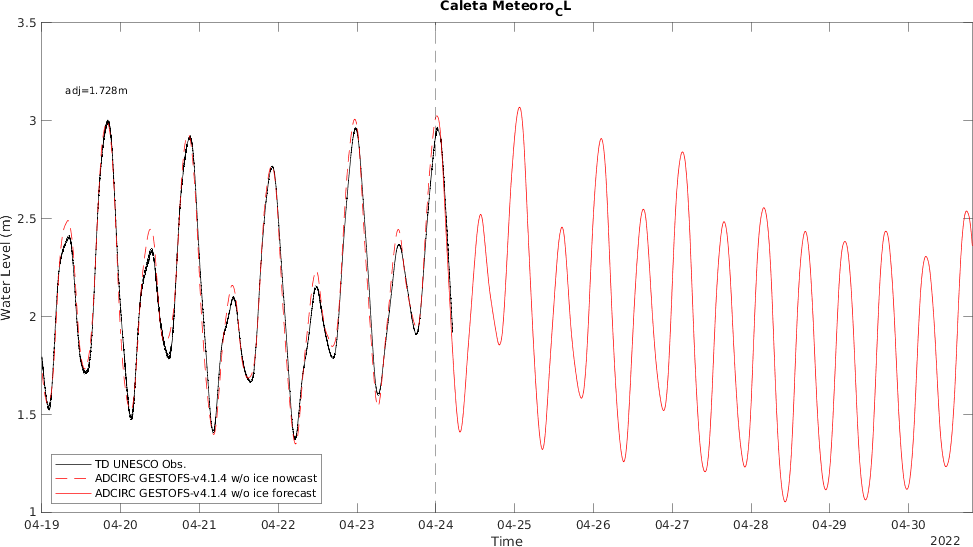 Caleta Meteoro_CL
3.5
adj=1.728m
3
2.5
Water Level (m)
2
1.5
TD UNESCO Obs.
ADCIRC GESTOFS-v4.1.4 w/o ice nowcast
ADCIRC GESTOFS-v4.1.4 w/o ice forecast
1
04-19 04-20 04-21 04-22 04-23 04-24 04-25 04-26 04-27 04-28 04-29 04-30
Time
2022